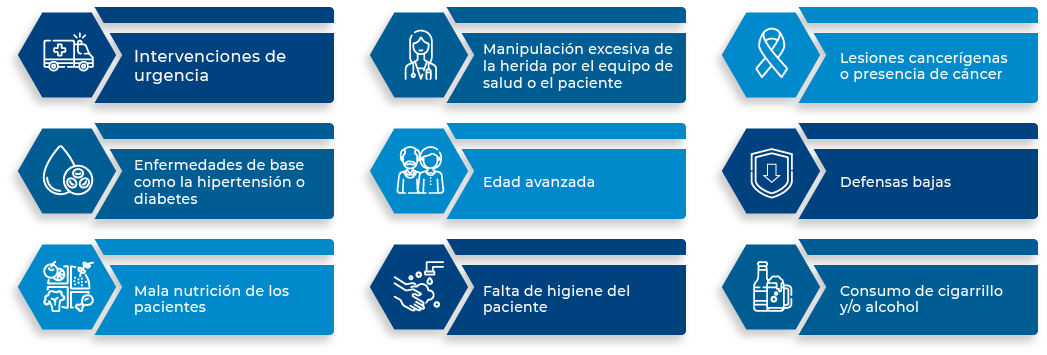 Intervenciones de
urgencia
Manipulación excesiva de
la herida por el equipo de
salud o el paciente
Lesiones cancerígenas
o presencia de cáncer
Enfermedades de base
como la hipertensión o
diabetes
Edad avanzada
Defensas bajas
Mala nutrición de los
pacientes
Falta de higiene del
paciente
Consumo de cigarrillo
y/o alcohol